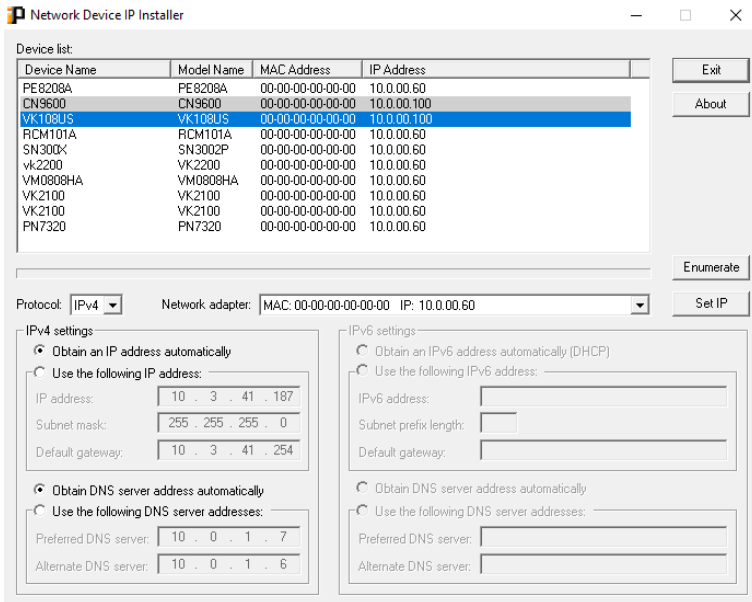 Network Device IP Installer
Device list:
Device Name Model Name MAC Address IP Address
PE8208A PE8208A 00-00-00-00-00-00 10.0.00.60
CN9600 CN9600 00-00-00-00-00-00 10.0.00.100
VK108US VK108US 00-00-00-00-00-00 10.0.00.100
RCM101A RCM101A 00-00-00-00-00-00 10.0.00.60
SN300X SN3002P 00-00-00-00-00-00 10.0.00.60
vk2200 VK2200 00-00-00-00-00-00 10.0.00.60
VM0808HA VM0808HA 00-00-00-00-00-00 10.0.00.60
VK2100 VK2100 00-00-00-00-00-00 10.0.00.60
VK2100 VK2100 00-00-00-00-00-00 10.0.00.60
PN7320 PN7320 00-00-00-00-00-00 10.0.00.60
Exit
About
Enumerate
Protocol: IPv4 Network adapter: MAC: 00-00-00-00-00-00 IP: 10.0.00.60 Set IP
IPv4 settings
Obtain an IP address automatically
Use the following IP address:
IP address: 10 . 3 . 41 . 187
Subnet mask: 255 . 255 . 255 . 0
Default gateway: 10 . 3 . 41 . 254
Obtain DNS server address automatically
Use the following DNS server addresses:
Preferred DNS server: 10 . 0 . 1 . 7
Alternate DNS server: 10 . 0 . 1 . 6
IPv6 settings
Obtain an IPv6 address automatically (DHCP)
Use the following IPv6 address:
IPv6 address:
Subnet prefix length:
Default gateway:
Obtain DNS server address automatically
Use the following DNS server addresses:
Preferred DNS server:
Alternate DNS server: